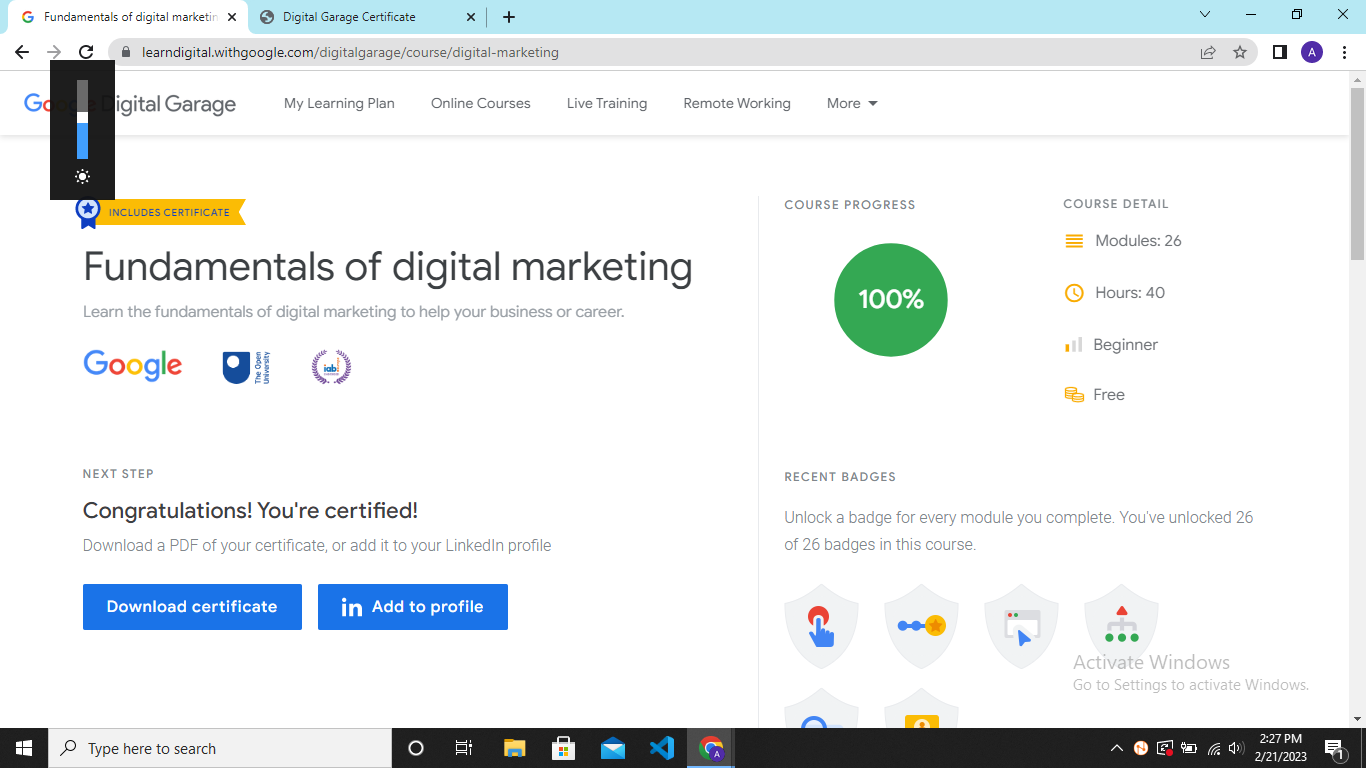 Fundamentals of digital marketin
Digital Garage Certificate
learndigital.withgoogle.com/digitalgarage/course/digital-marketing
A
Digital Garage
My Learning Plan
Online Courses
Live Training
Remote Working
More
INCLUDES CERTIFICATE
Fundamentals of digital marketing
Learn the fundamentals of digital marketing to help your business or career.
Google
The Open
University
iab
NEXT STEP
Congratulations! You're certified!
Download a PDF of your certificate, or add it to your LinkedIn profile
Download certificate
in Add to profile
COURSE PROGRESS
100%
COURSE DETAIL
Modules: 26
Hours: 40
Beginner
Free
RECENT BADGES
Unlock a badge for every module you complete. You've unlocked 26
of 26 badges in this course.
Activate Windows
Go to Settings to activate Windows.
Type here to search
A
2:27 PM
2/21/2023
1